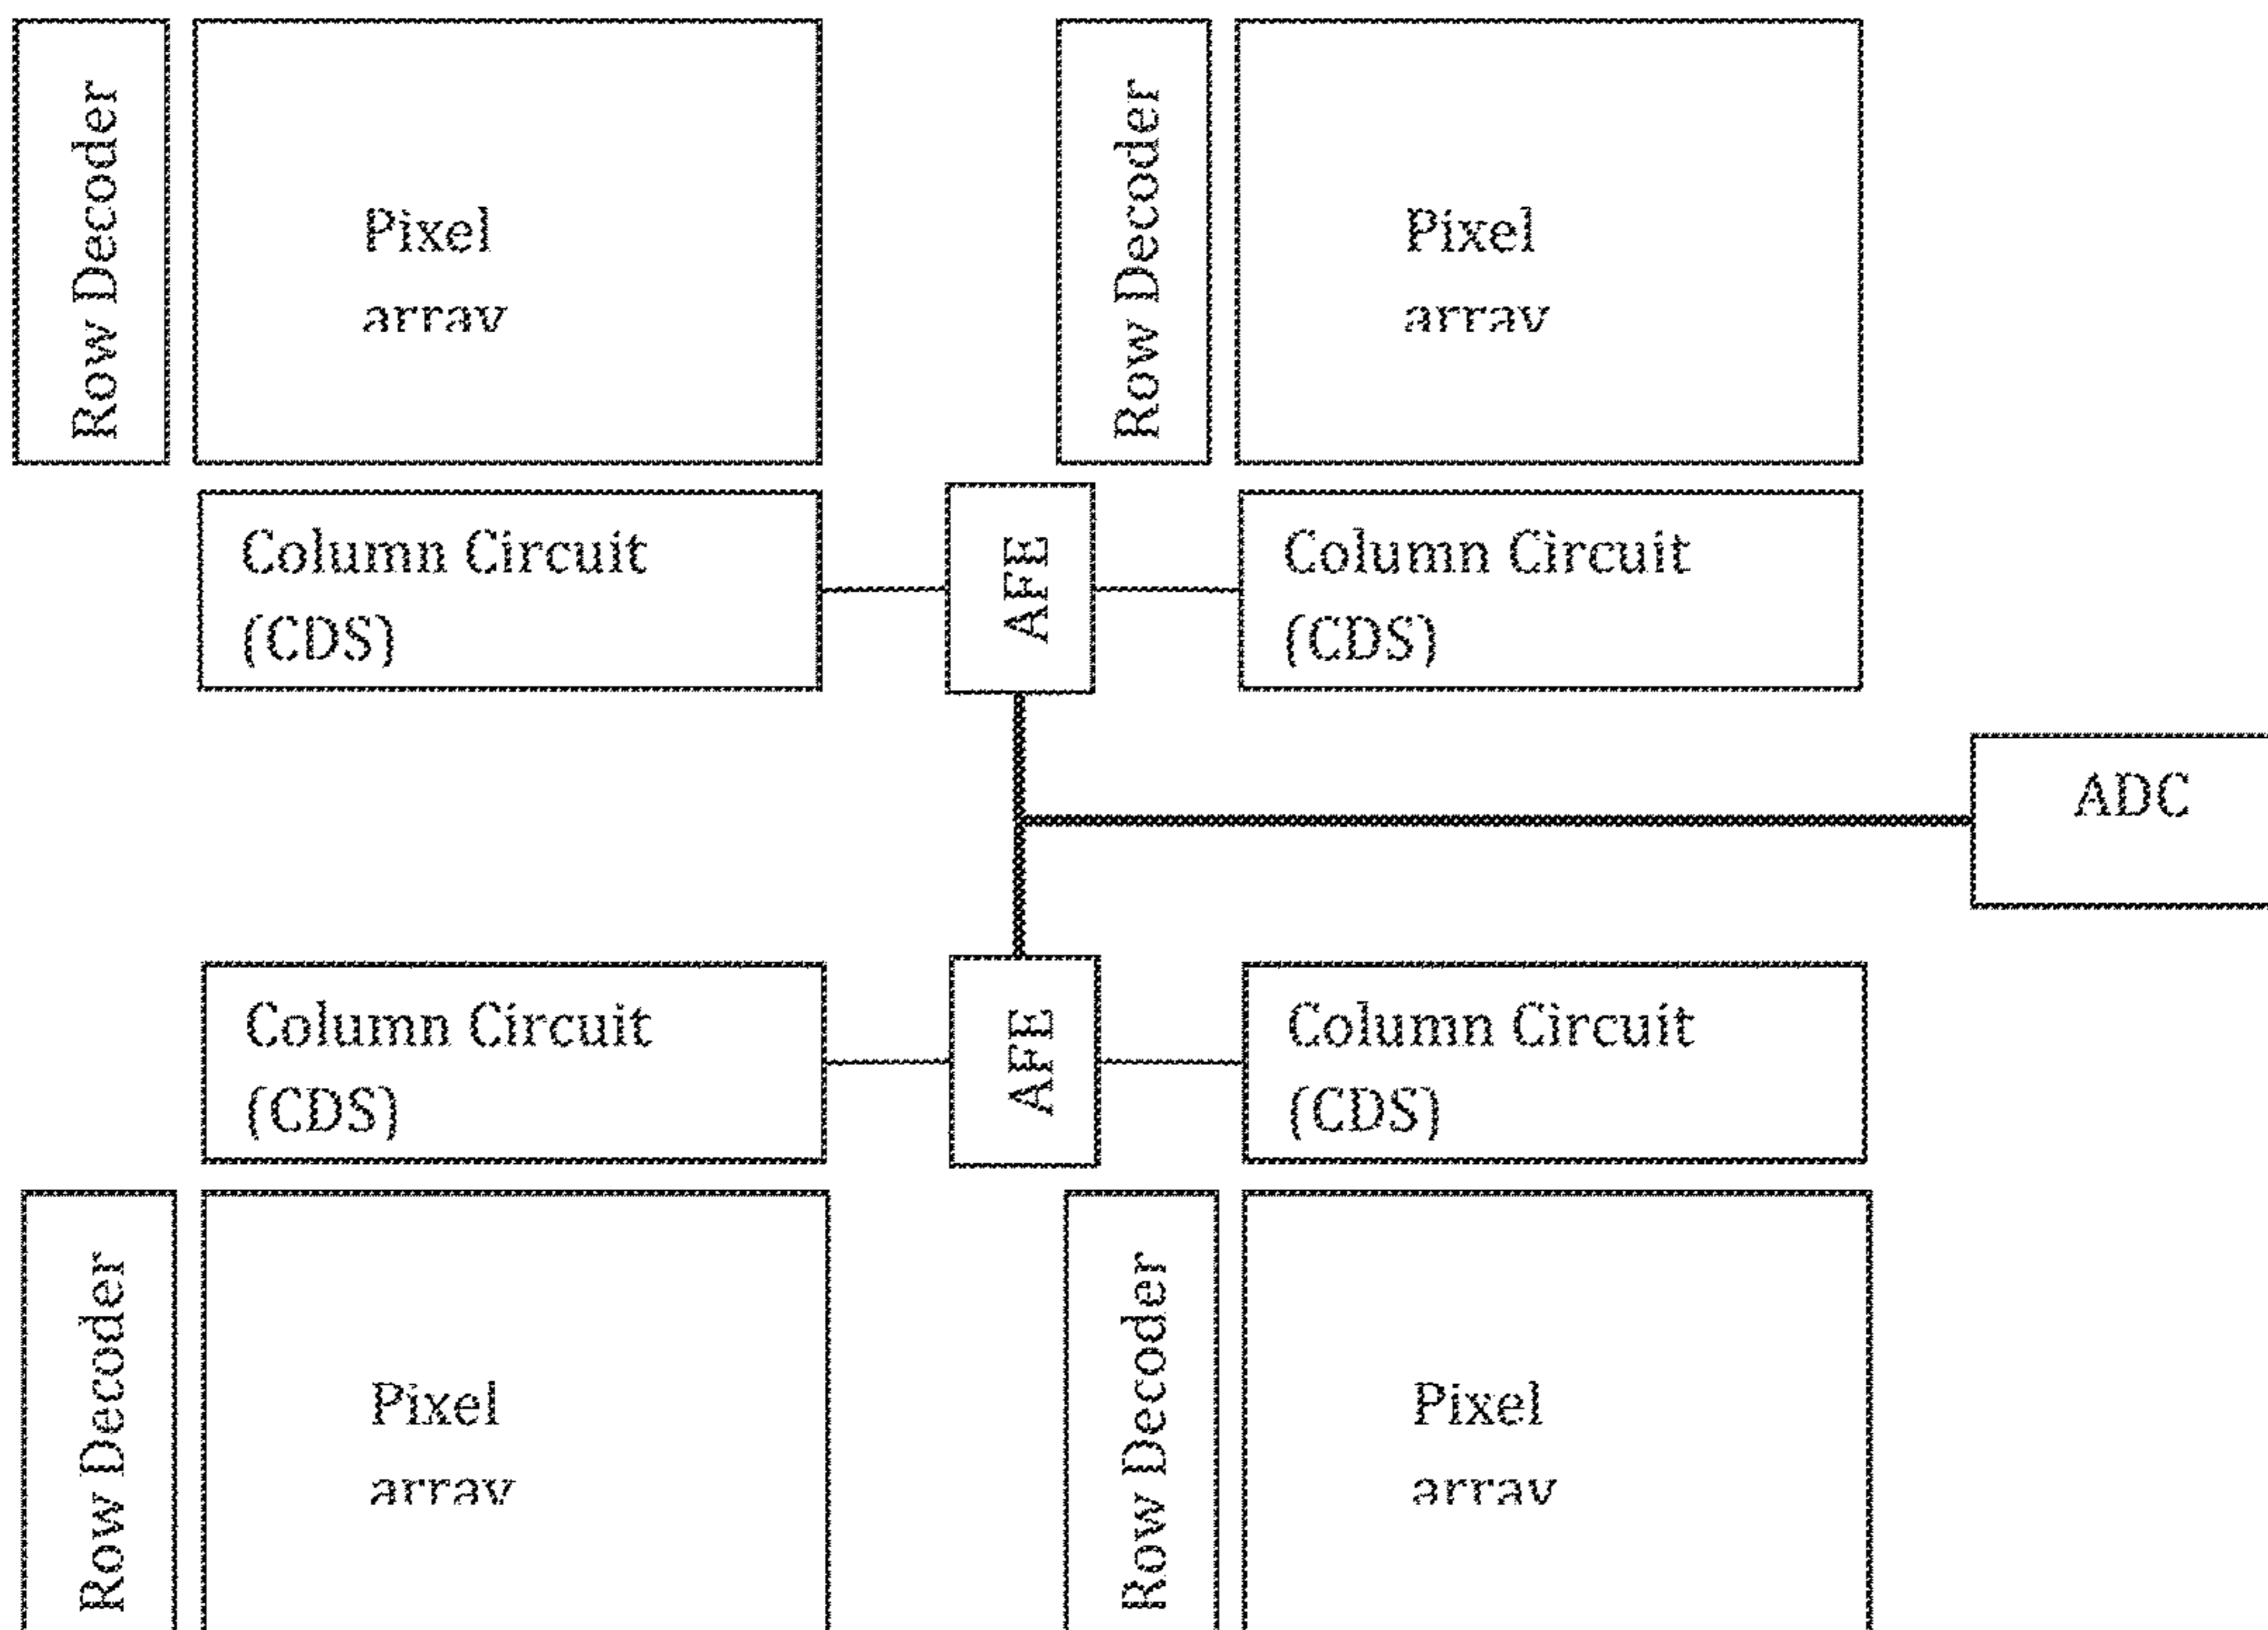 Row Decoder
Pixel
array
Row Decoder
Pixel
array
Column Circuit
(CDS)
AFE
Column Circuit
(CDS)
ADC
Column Circuit
(CDS)
AFE
Column Circuit
(CDS)
Row Decoder
Pixel
array
Row Decoder
Pixel
array